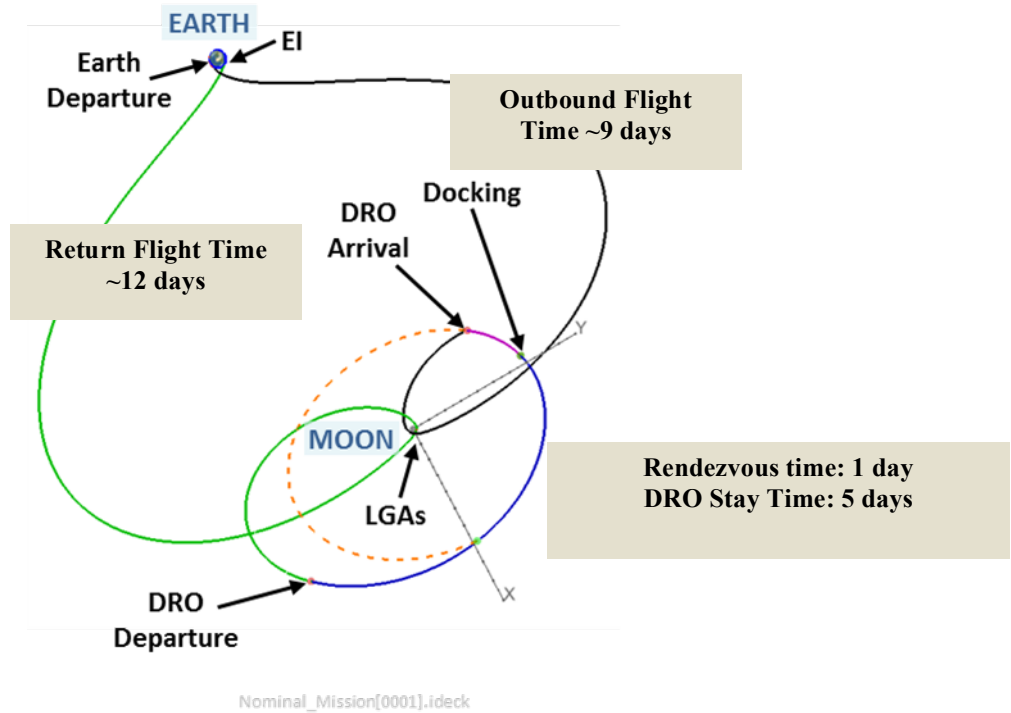 EARTH
EI
Earth
Departure
Outbound Flight
Time ~9 days
Docking
DRO
Arrival
Return Flight Time
~12 days
Y
MOON
Rendezvous time: 1 day
DRO Stay Time: 5 days
LGAs
X
DRO
Departure
Nominal_Mission[0001].ideck